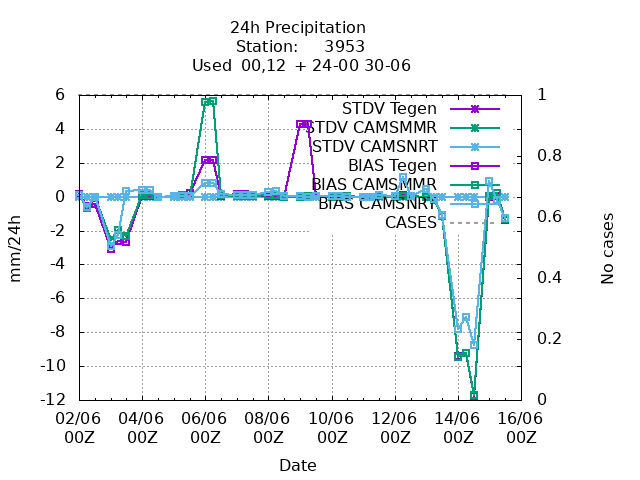 24h Precipitation
Station: 3953
Used 00,12 + 24-00 30-06
6
4
2
0
-2
-4
-6
-8
-10
-12
mm/24h
1
0.8
0.6
0.4
0.2
0
No cases
STDV Tegen
STDV CAMSMMR
STDV CAMSNRT
BIAS Tegen
BIAS CAMSMMR
BIAS CAMSNRT
CASES
02/06 04/06 06/06 08/06 10/06 12/06 14/06 16/06
00Z 00Z 00Z 00Z 00Z 00Z 00Z 00Z
Date